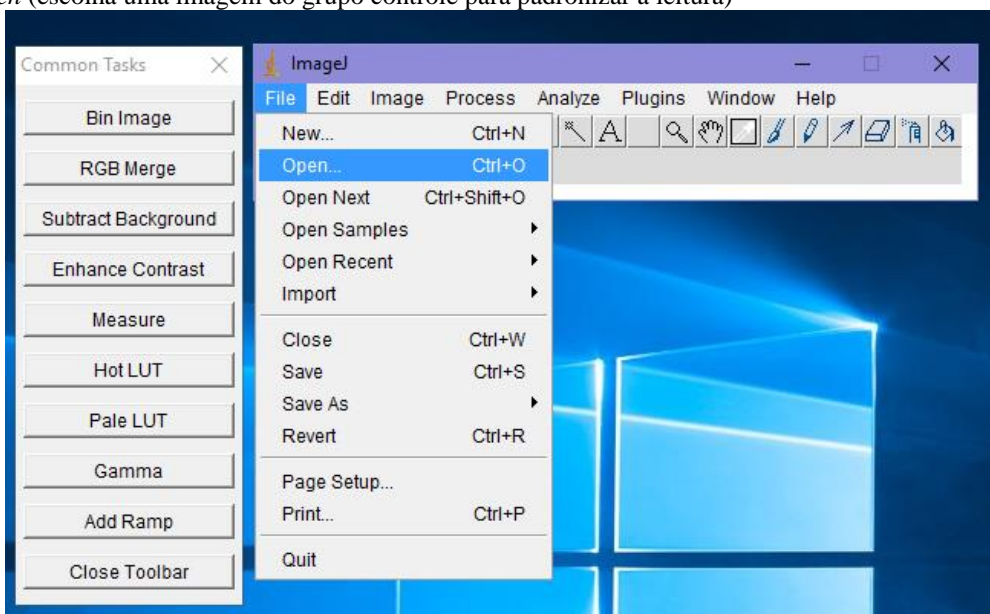 (escolha uma imagem do grupo controle para padronizar a leitura)
Common Tasks
Bin Image
RGB Merge
Subtract Background
Enhance Contrast
Measure
Hot LUT
Pale LUT
Gamma
Add Ramp
Close Toolbar
ImageJ
File Edit Image Process Analyze Plugins Window Help
New... Ctrl+N
Open... Ctrl+O
Open Next Ctrl+Shift+O
Open Samples
Open Recent
Import
Close Ctrl+W
Save Ctrl+S
Save As
Revert Ctrl+R
Page Setup...
Print... Ctrl+P
Quit
A